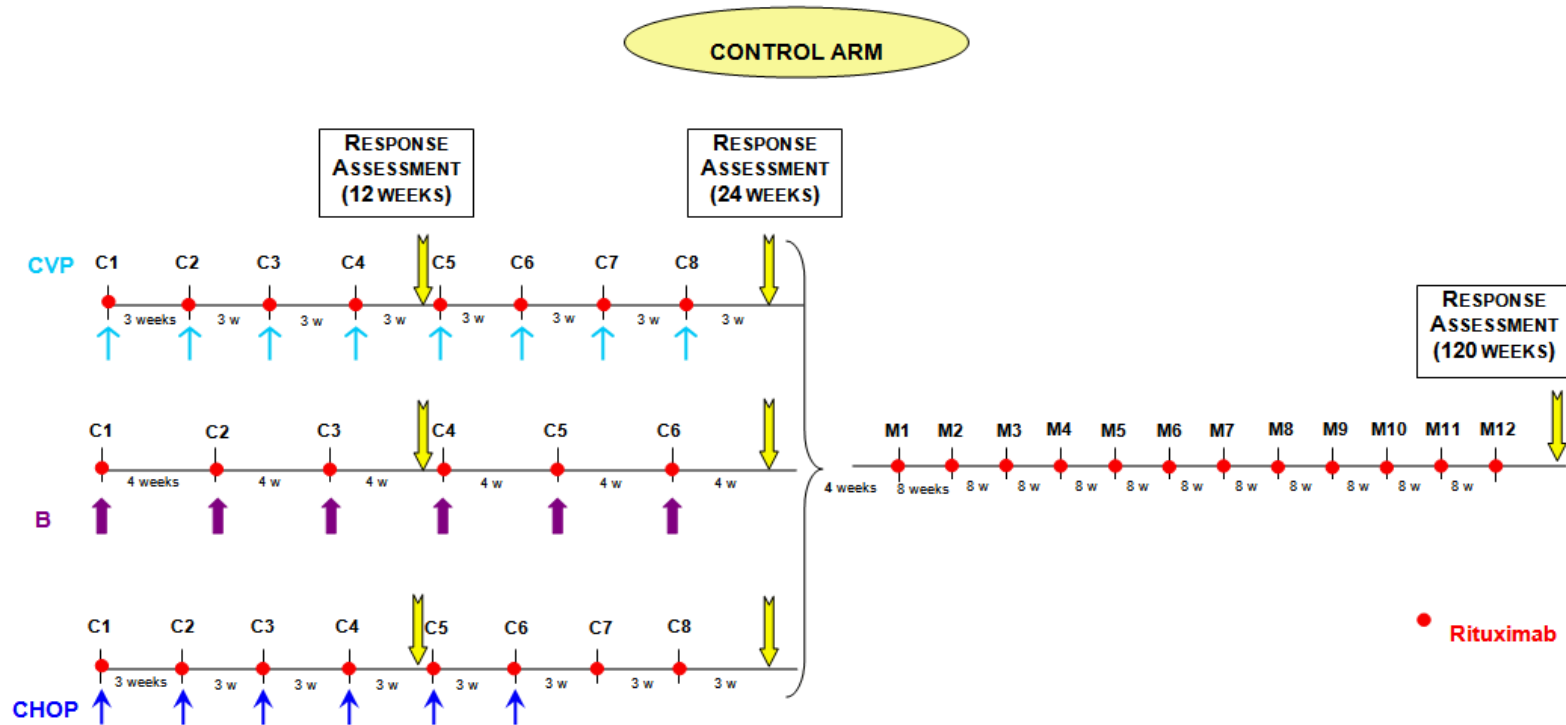 CONTROL ARM
RESPONSE
ASSESSMENT
(12 WEEKS)
RESPONSE
ASSESSMENT
(24 WEEKS)
CVP
C1 C2 C3 C4 C5 C6 C7 C8
3 weeks 3 w 3 w 3 w 3 w 3 w 3 w 3 w
RESPONSE
ASSESSMENT
(120 WEEKS)
B
C1 C2 C3 C4 C5 C6
4 weeks 4 w 4 w 4 w 4 w 4 w
M1 M2 M3 M4 M5 M6 M7 M8 M9 M10 M11 M12
4 weeks 8 weeks 8 w 8 w 8 w 8 w 8 w 8 w 8 w 8 w 8 w 8 w
CHOP
C1 C2 C3 C4 C5 C6 C7 C8
3 weeks 3 w 3 w 3 w 3 w 3 w 3 w 3 w
Rituximab